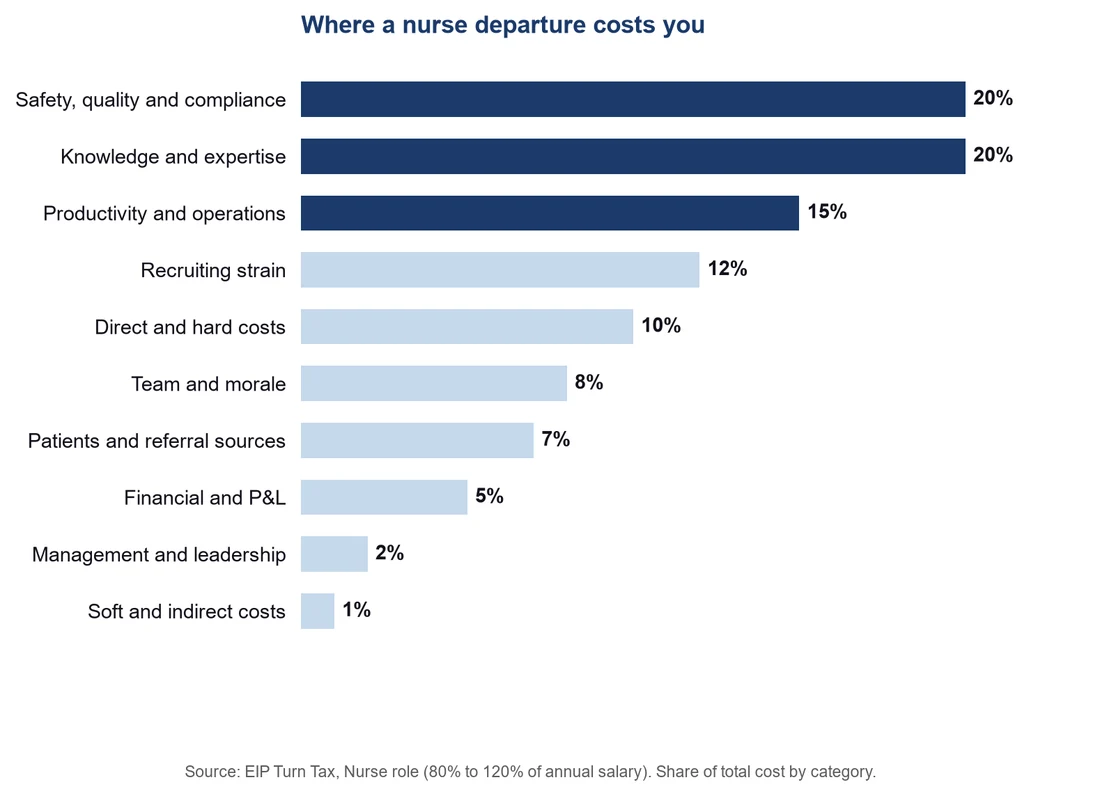 Where a nurse departure costs you
Safety, quality and compliance 20%
Knowledge and expertise 20%
Productivity and operations 15%
Recruiting strain 12%
Direct and hard costs 10%
Team and morale 8%
Patients and referral sources 7%
Financial and P&L 5%
Management and leadership 2%
Soft and indirect costs 1%
Source: EIP Turn Tax, Nurse role (80% to 120% of annual salary). Share of total cost by category.